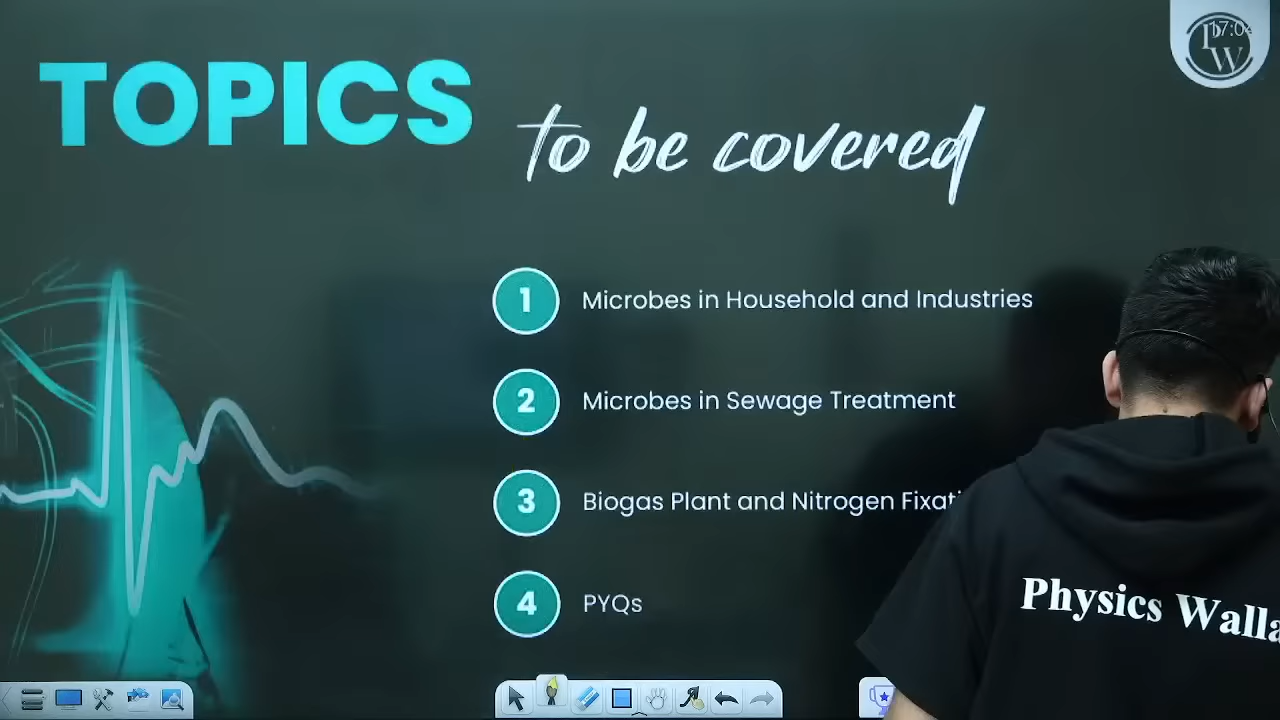 TOPICS
to be covered
1 Microbes in Household and Industries
2 Microbes in Sewage Treatment
3 Biogas Plant and Nitrogen
4 PYQs
Physics
PW